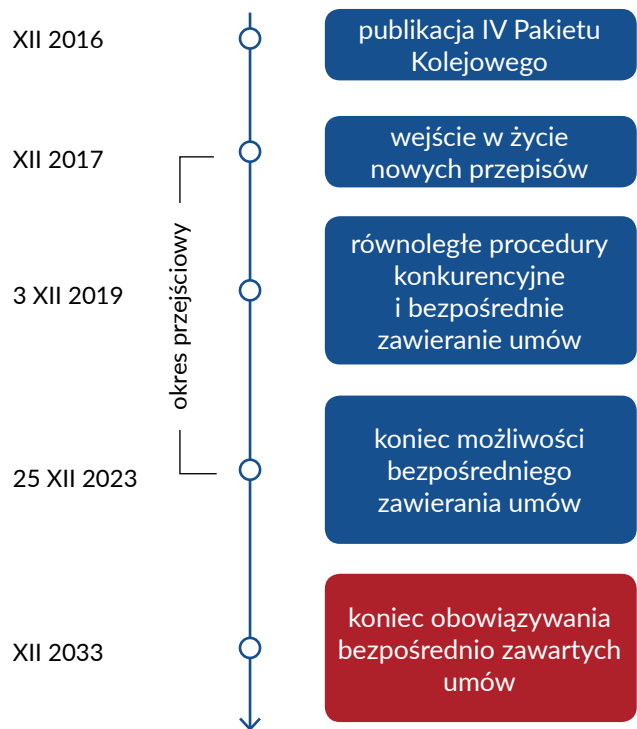 XII 2016
publikacja IV Pakietu
Kolejowego
XII 2017
wejście w życie
nowych przepisów
okres przejściowy
3 XII 2019
równoległe procedury
konkurencyjne
i bezpośrednie
zawieranie umów
25 XII 2023
koniec możliwości
bezpośredniego
zawierania umów
XII 2033
koniec obowiązywania
bezpośrednio zawartych
umów